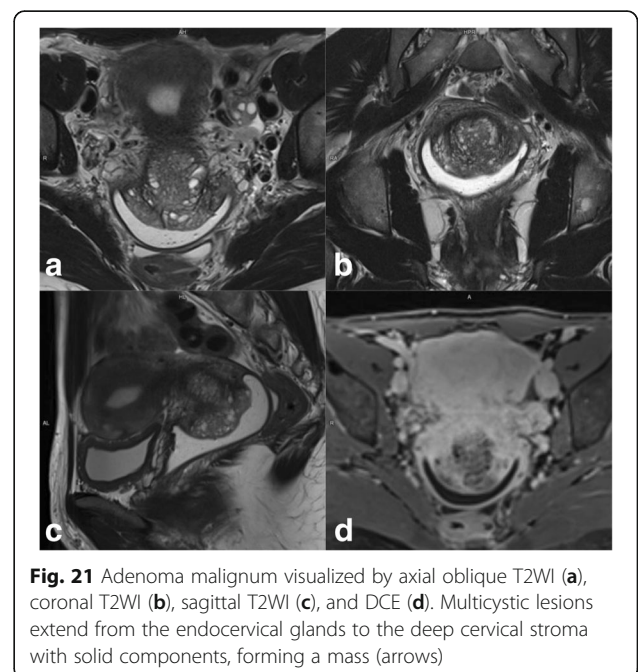 a
b
c
d
Fig. 21 Adenoma malignum visualized by axial oblique T2WI (a),
coronal T2WI (b), sagittal T2WI (c), and DCE (d). Multicystic lesions
extend from the endocervical glands to the deep cervical stroma
with solid components, forming a mass (arrows)